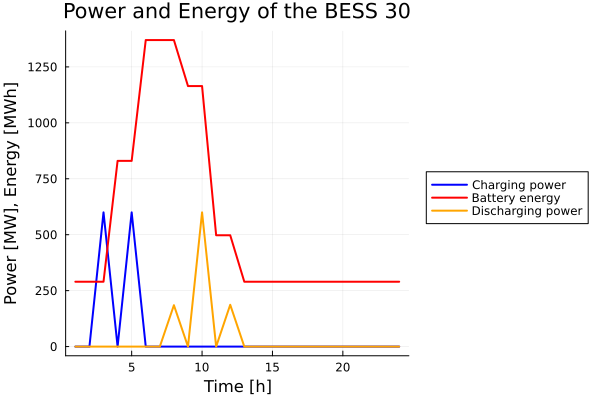 Power and Energy of the BESS 30
Power [MW], Energy [MWh]
1250
1000
750
500
250
0
5
10
15
20
Time [h]
Charging power
Battery energy
Discharging power